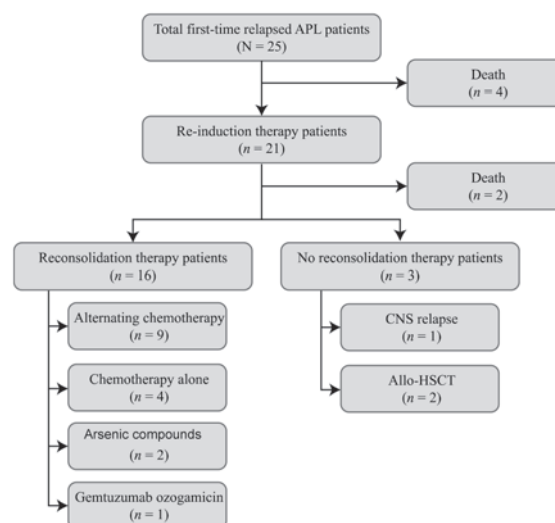 Total first-time relapsed APL patients
(N = 25)
Death
(n = 4)
Re-induction therapy patients
(n = 21)
Death
(n = 2)
Reconsolidation therapy patients
(n = 16)
No reconsolidation therapy patients
(n = 3)
Alternating chemotherapy
(n = 9)
Chemotherapy alone
(n = 4)
Arsenic compounds
(n = 2)
Gemtuzumab ozogamicin
(n = 1)
CNS relapse
(n = 1)
Allo-HSCT
(n = 2)